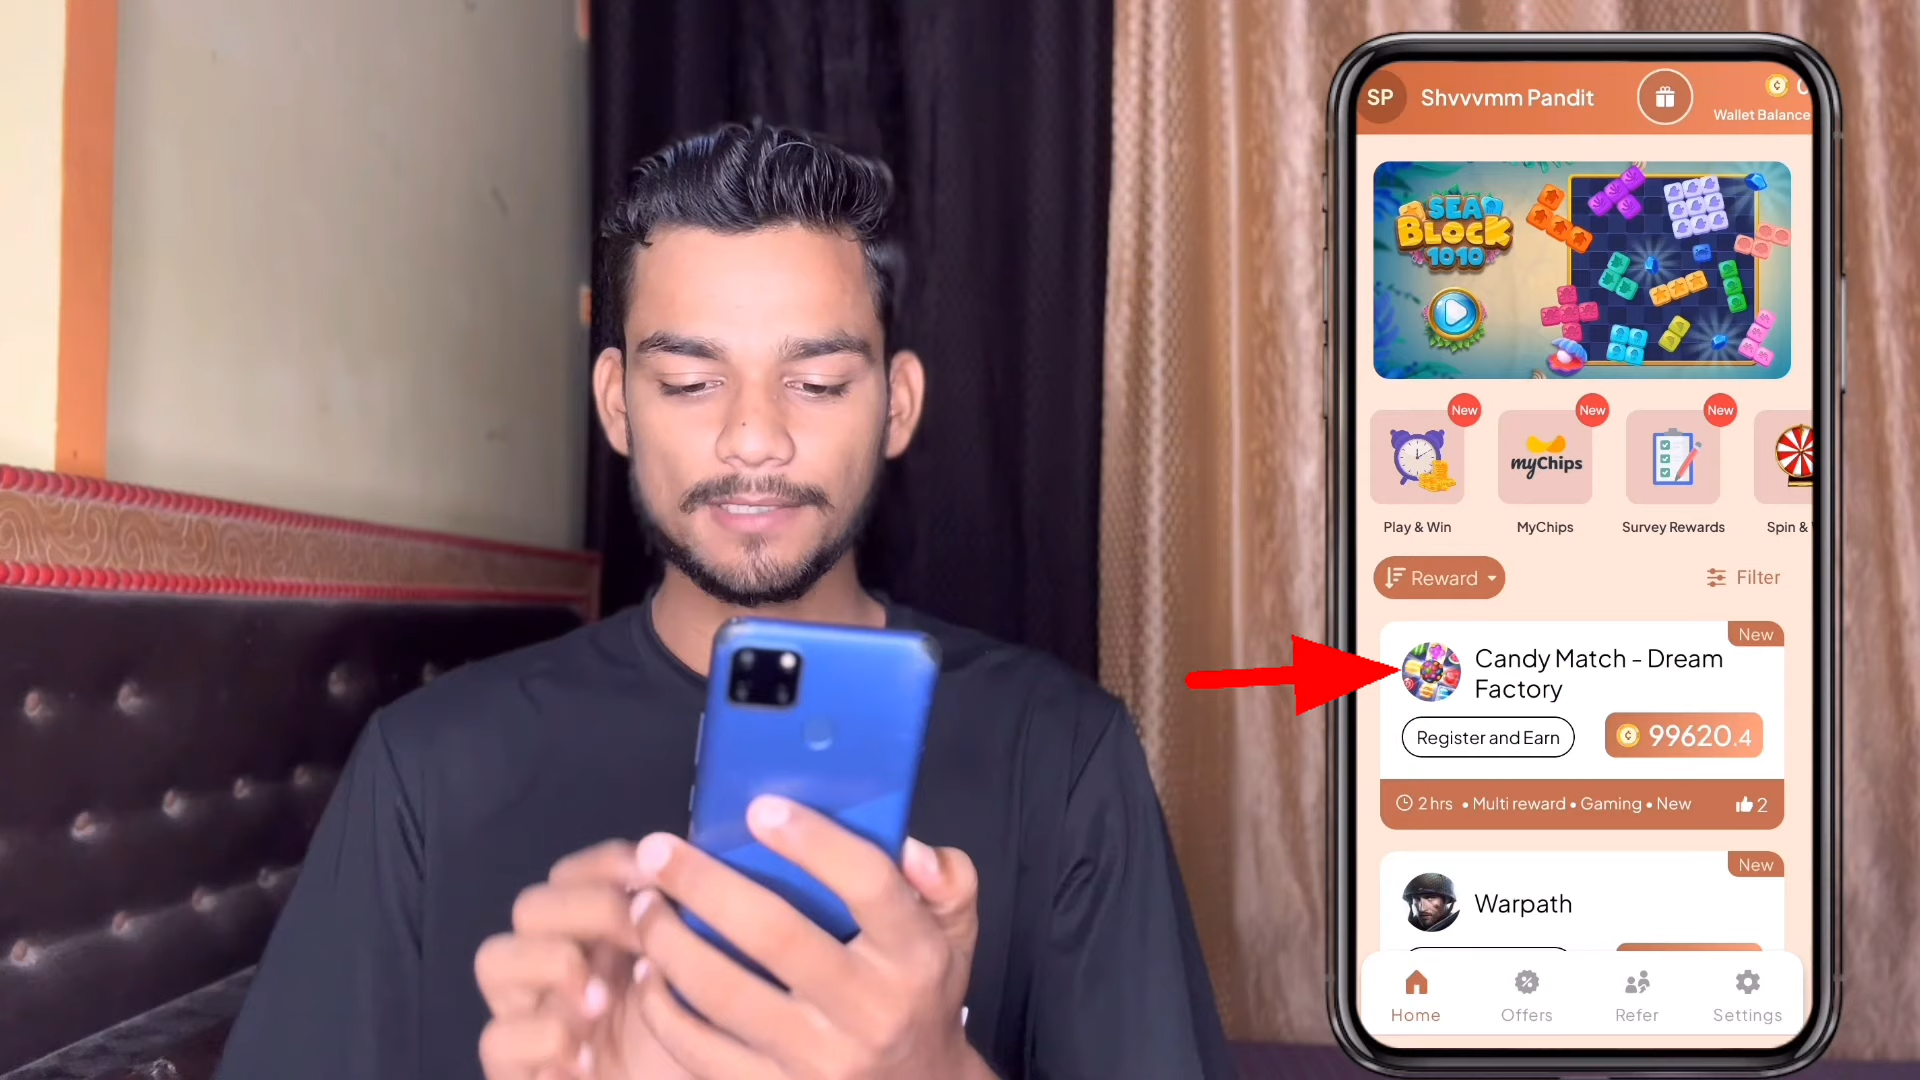 SP
Shvvvmm Pandit
Wallet Balance
SEA
BLOCK
1010
New
New
New
myChips
Play & Win
MyChips
Survey Rewards
Spin &
Reward
Filter
New
Candy Match - Dream
Factory
Register and Earn
99620.4
2 hrs • Multi reward • Gaming • New
2
New
Warpath
Home
Offers
Refer
Settings